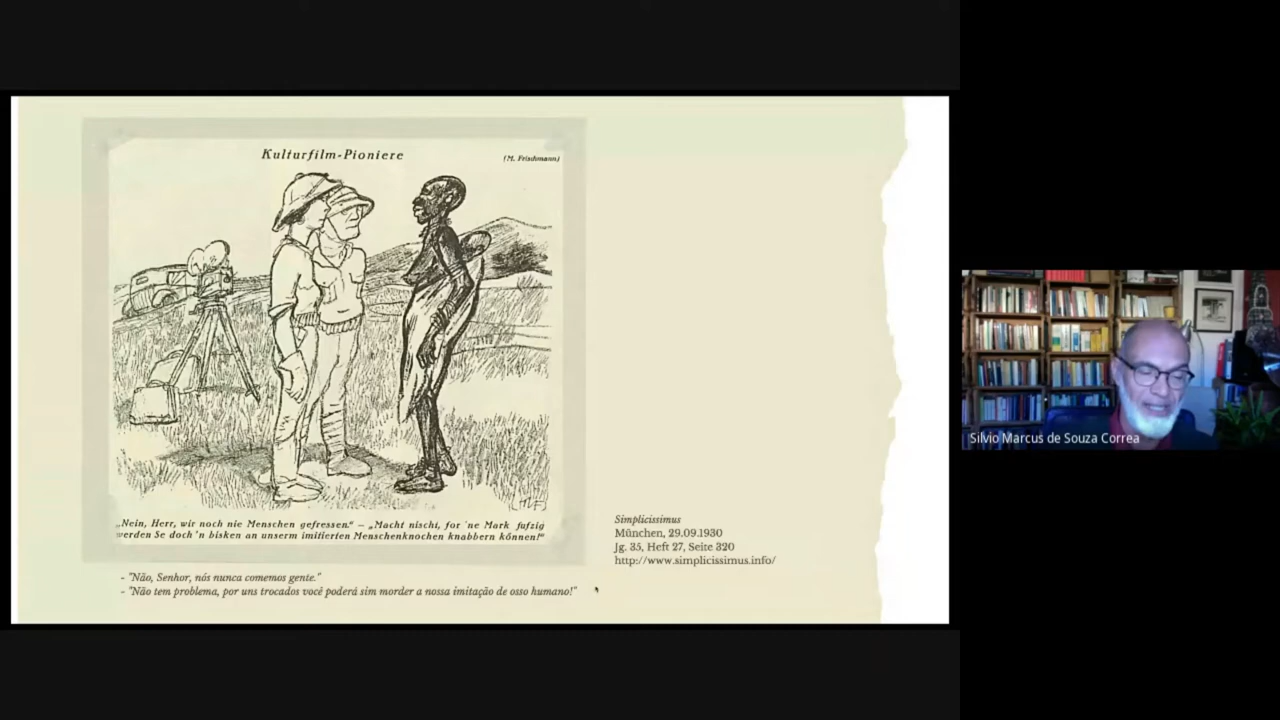 Kulturfilm-Pioniere
(M. Frischmann)
„Nein, Herr, wir noch nie Menschen gefressen.“ – „Macht nischt, for 'ne Mark fufzig
werden Se doch 'n bisken an unserm imitierten Menschenknochen knabbern können!“
- "Não, Senhor, nós nunca comemos gente."
- "Não tem problema, por uns trocados você poderá sim morder a nossa imitação de osso humano!"
Simplicissimus
München, 29.09.1930
Jg. 35, Heft 27, Seite 320
http://www.simplicissimus.info/
Silvio Marcus de Souza Correa